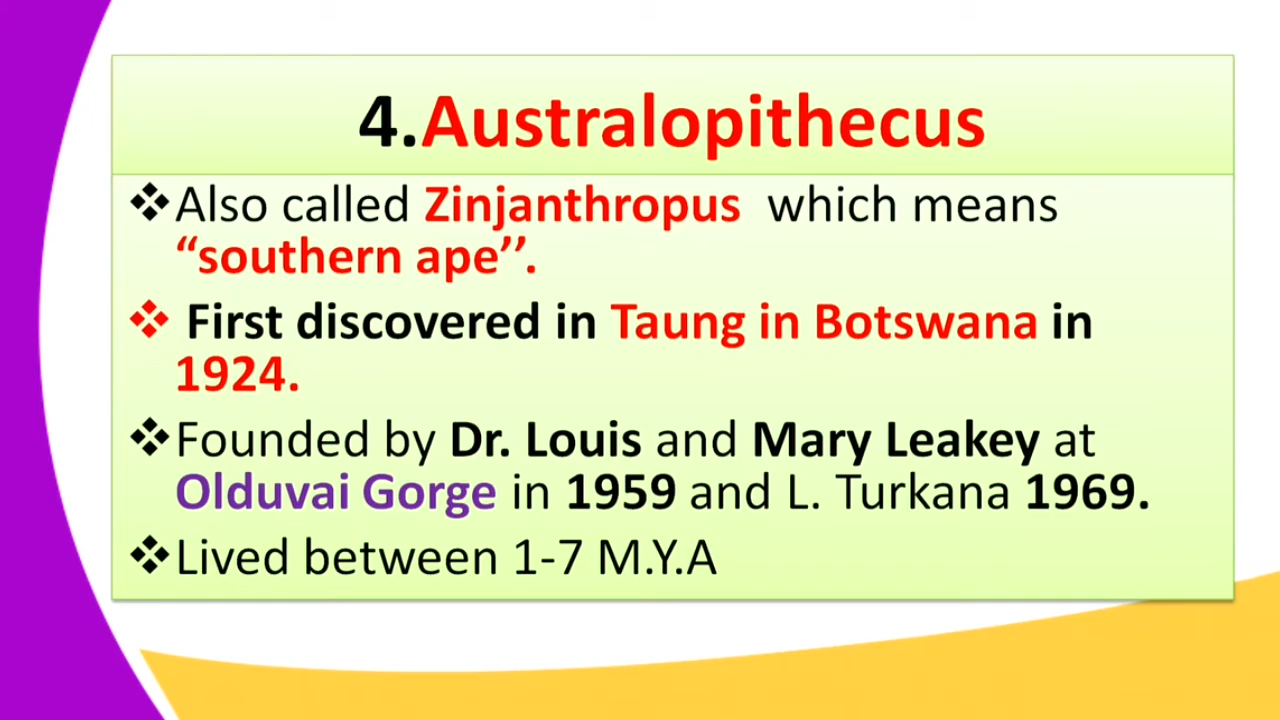 4.Australopithecus
❖Also called Zinjanthropus which means
“southern ape’’.
❖ First discovered in Taung in Botswana in
1924.
❖Founded by Dr. Louis and Mary Leakey at
Olduvai Gorge in 1959 and L. Turkana 1969.
❖Lived between 1-7 M.Y.A